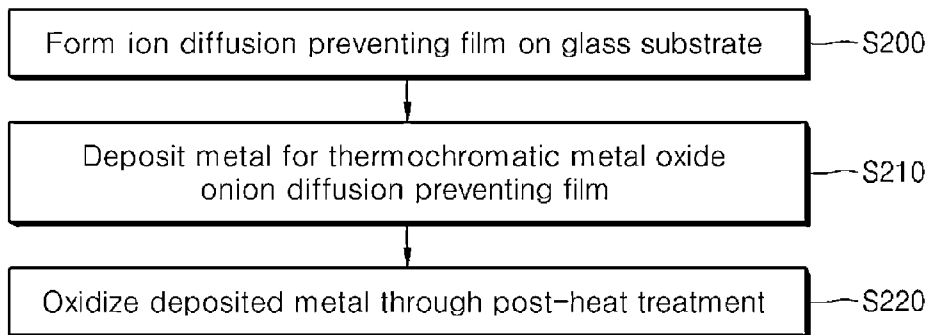 Form ion diffusion preventing film on glass substrate
S200
Deposit metal for thermochromatic metal oxide
onion diffusion preventing film
S210
Oxidize deposited metal through post-heat treatment
S220